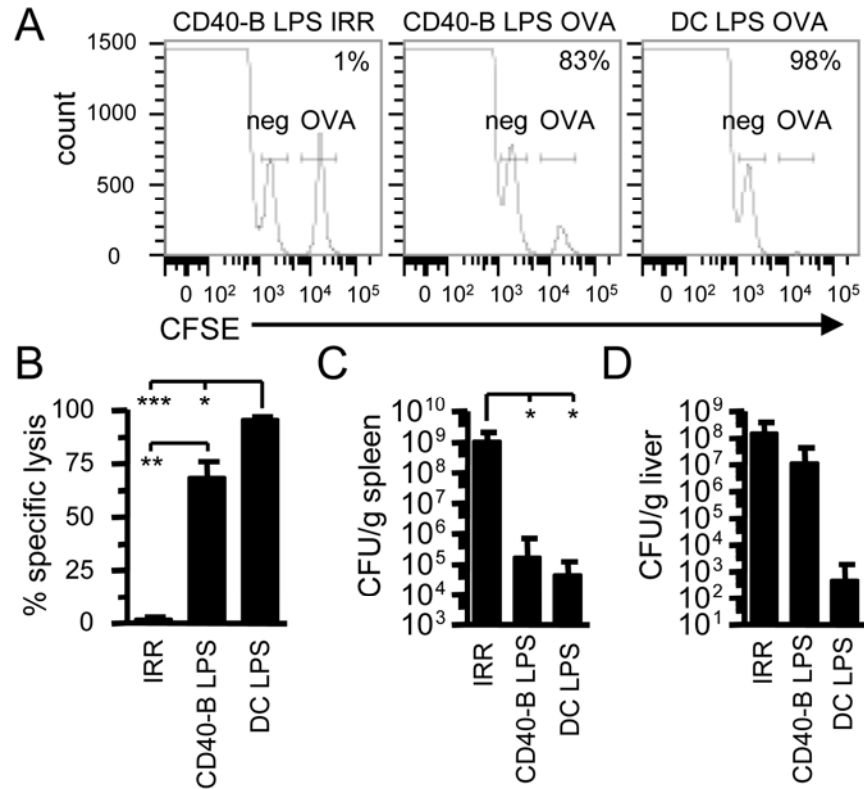 A
CD40-B LPS IRR
CD40-B LPS OVA
DC LPS OVA
1500
1000
500
0
count
1%
neg OVA
83%
neg OVA
98%
neg OVA
0 10² 10³ 10⁴ 10⁵
0 10² 10³ 10⁴ 10⁵
0 10² 10³ 10⁴ 10⁵
CFSE
B
% specific lysis
100
75
50
25
0
*** *
**
IRR
CD40-B LPS
DC LPS
C
CFU/g spleen
10¹⁰
10⁹
10⁸
10⁷
10⁶
10⁵
10⁴
10³
* *
IRR
CD40-B LPS
DC LPS
D
CFU/g liver
10⁹
10⁸
10⁷
10⁶
10⁵
10⁴
10³
10²
10¹
IRR
CD40-B LPS
DC LPS